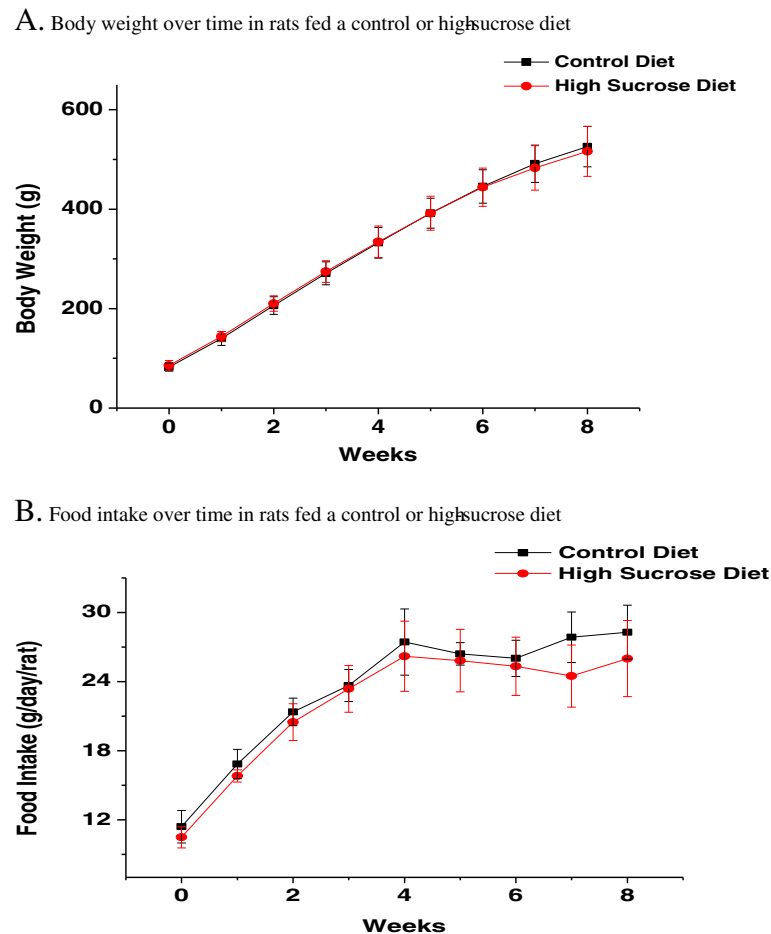 A. Body weight over time in rats fed a control or high-sucrose diet
Control Diet
High Sucrose Diet
600
400
200
0
Body Weight (g)
0 2 4 6 8
Weeks
B. Food intake over time in rats fed a control or high-sucrose diet
Control Diet
High Sucrose Diet
30
24
18
12
Food Intake (g/day/rat)
0 2 4 6 8
Weeks